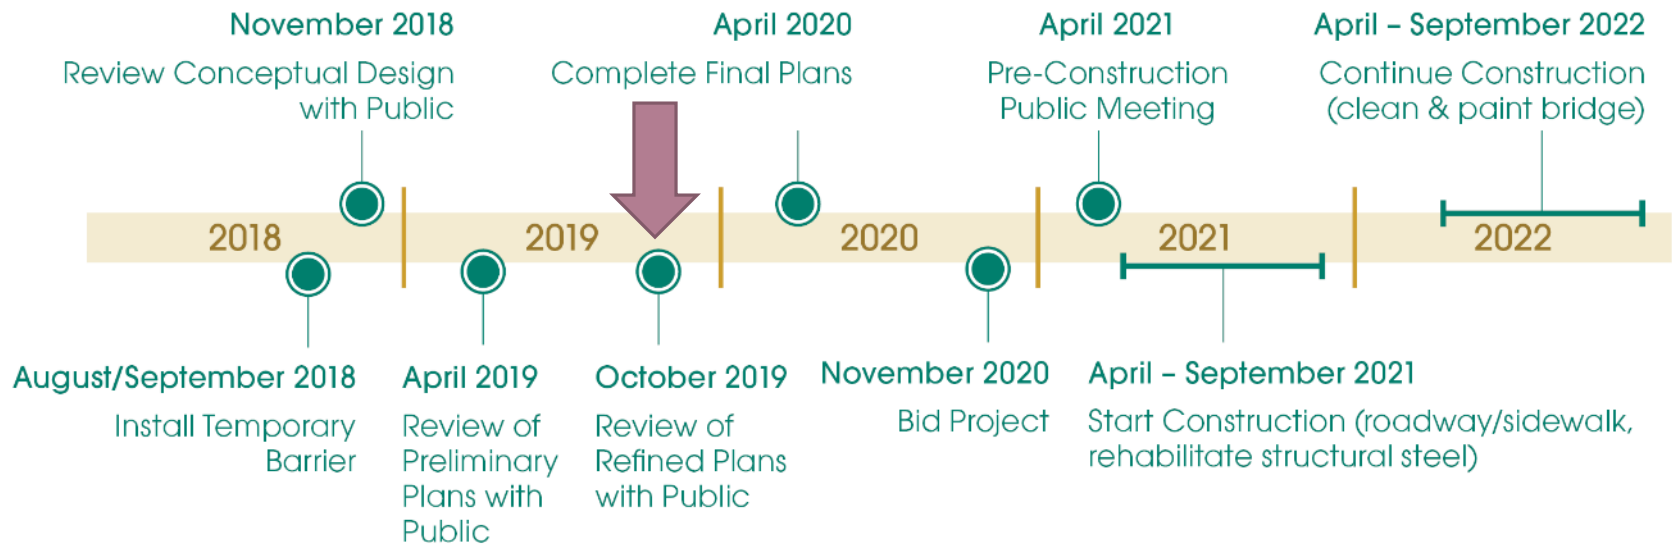 November 2018
Review Conceptual Design
with Public
April 2020
Complete Final Plans
April 2021
Pre-Construction
Public Meeting
April – September 2022
Continue Construction
(clean & paint bridge)
2018
2019
2020
2021
2022
August/September 2018
Install Temporary
Barrier
April 2019
Review of
Preliminary
Plans with
Public
October 2019
Review of
Refined Plans
with Public
November 2020
Bid Project
April – September 2021
Start Construction (roadway/sidewalk,
rehabilitate structural steel)